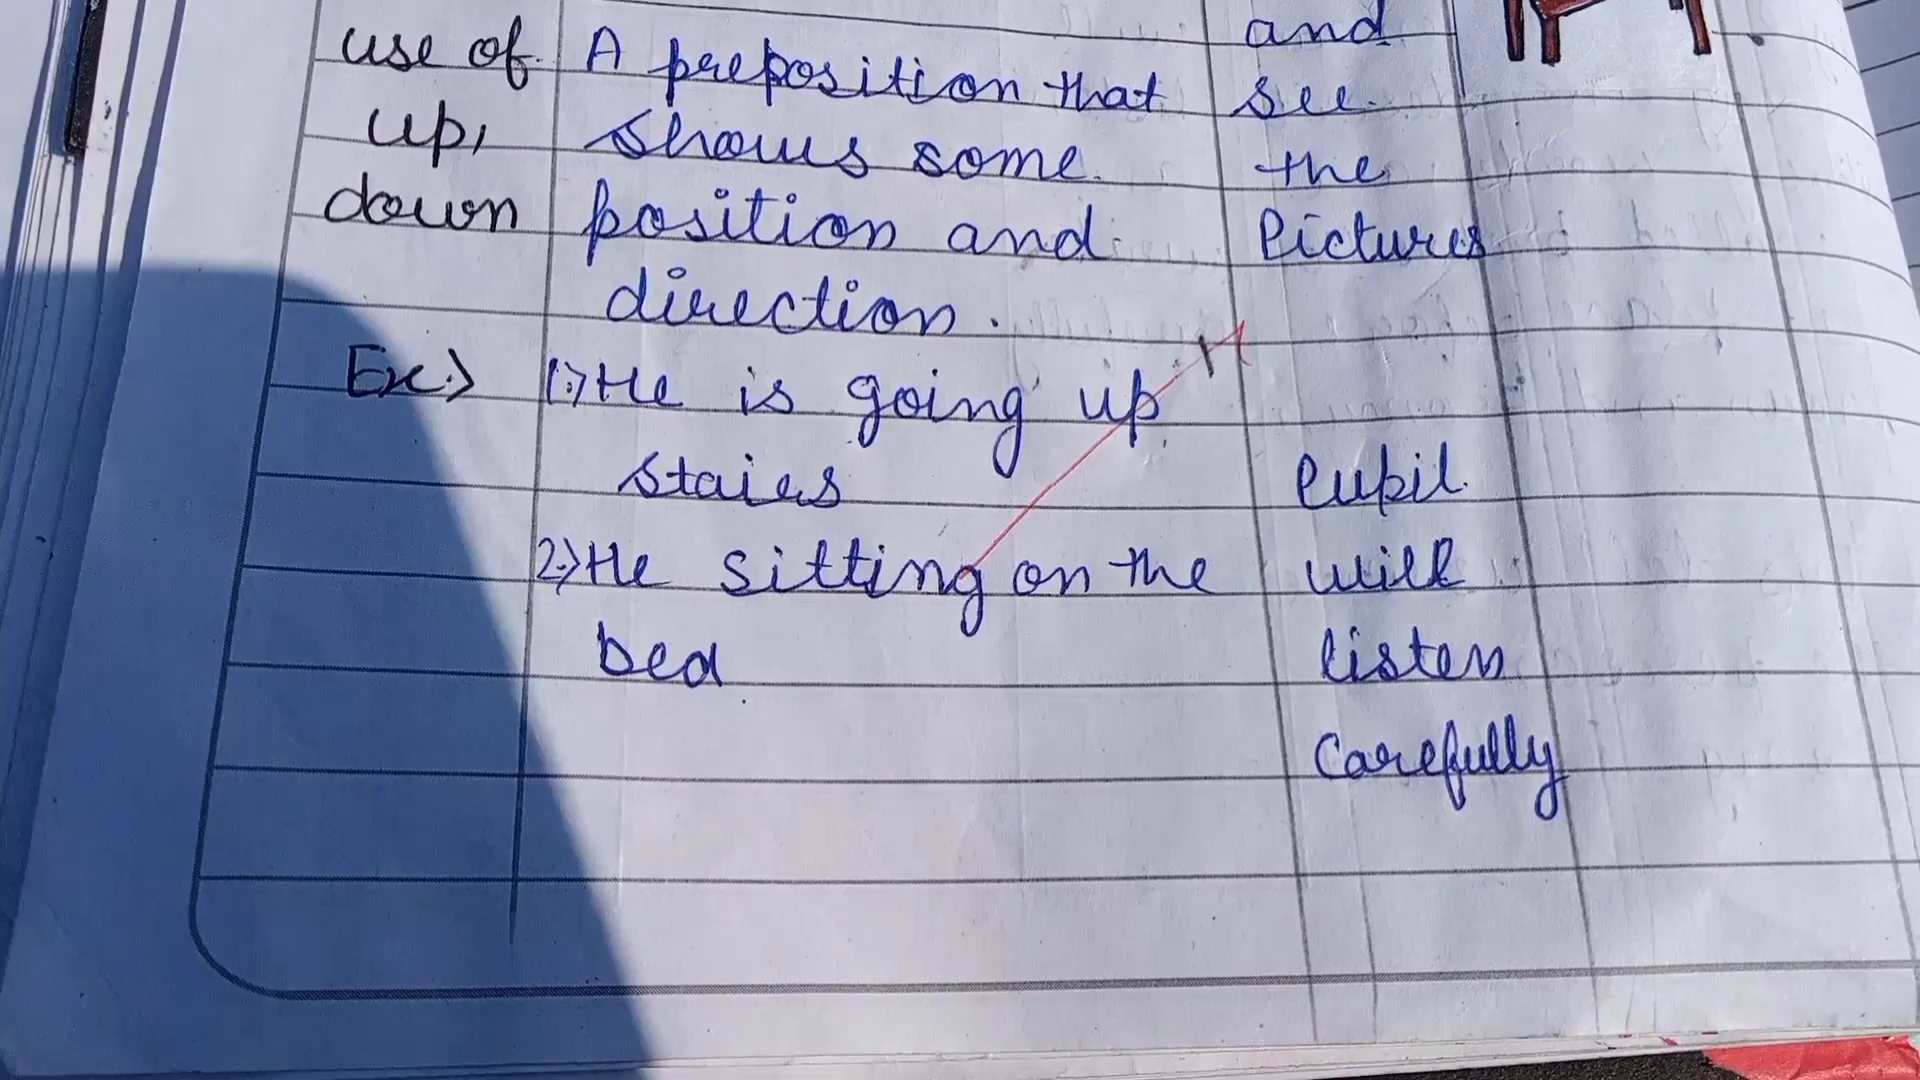 and
use of A preposition that see
up, shows some the
down position and Pictures
direction.
Ex:> 1:> He is going up
stairs Pupil
2:> He sitting on the will
bed listen
Carefully